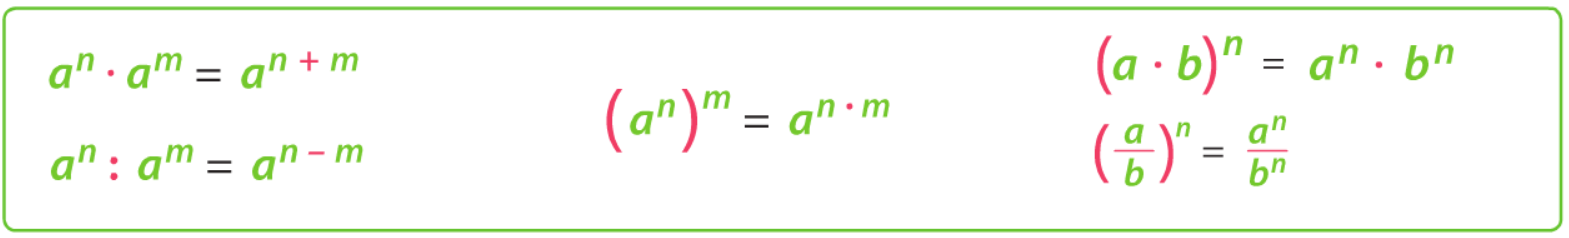 aⁿ · aᵐ = aⁿ ⁺ ᵐ
aⁿ : aᵐ = aⁿ ⁻ ᵐ
(aⁿ)ᵐ = aⁿ ˙ ᵐ
(a · b)ⁿ = aⁿ · bⁿ
(a/b)ⁿ = aⁿ/bⁿ